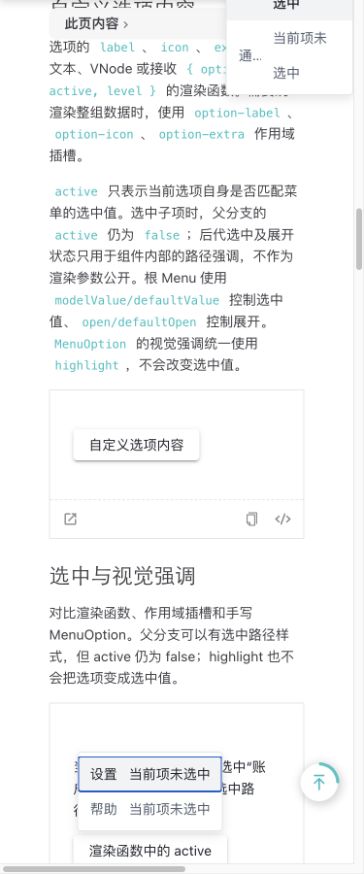 自定义选项内容
此页内容 ›
选中
当前项未
通...
选中
选项的 label 、 icon 、
文本、VNode 或接收 {
active, level } 的渲染函数。
渲染整组数据时，使用 option-label 、
option-icon 、 option-extra 作用域
插槽。
active 只表示当前选项自身是否匹配菜
单的选中值。选中子项时，父分支的
active 仍为 false ；后代选中及展开
状态只用于组件内部的路径强调，不作为
渲染参数公开。根 Menu 使用
modelValue/defaultValue 控制选中
值、 open/defaultOpen 控制展开。
MenuOption 的视觉强调统一使用
highlight ，不会改变选中值。
自定义选项内容
选中与视觉强调
对比渲染函数、作用域插槽和手写
MenuOption。父分支可以有选中路径样
式，但 active 仍为 false；highlight 也不
会把选项变成选中值。
选中“账
设置 当前项未选中
中路
帮助 当前项未选中
渲染函数中的 active